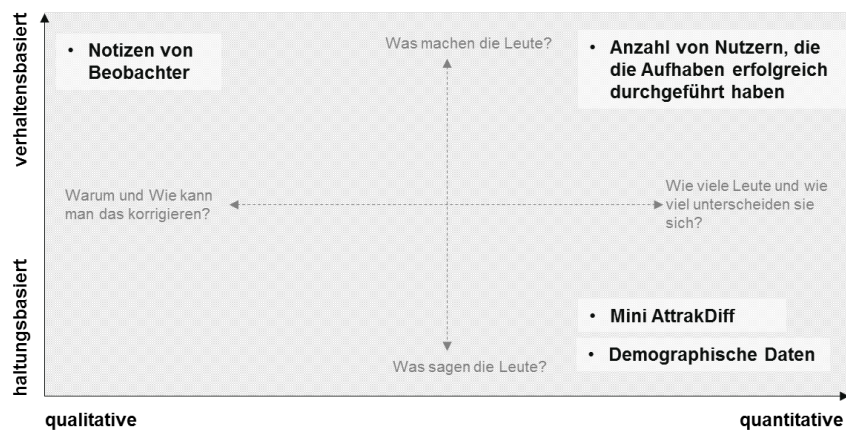 verhaltensbasiert
• Notizen von
Beobachter
Was machen die Leute?
• Anzahl von Nutzern, die
die Aufhaben erfolgreich
durchgeführt haben
Warum und Wie kann
man das korrigieren?
Wie viele Leute und wie
viel unterscheiden sie
sich?
haltungsbasiert
• Mini AttrakDiff
• Demographische Daten
Was sagen die Leute?
qualitative
quantitative